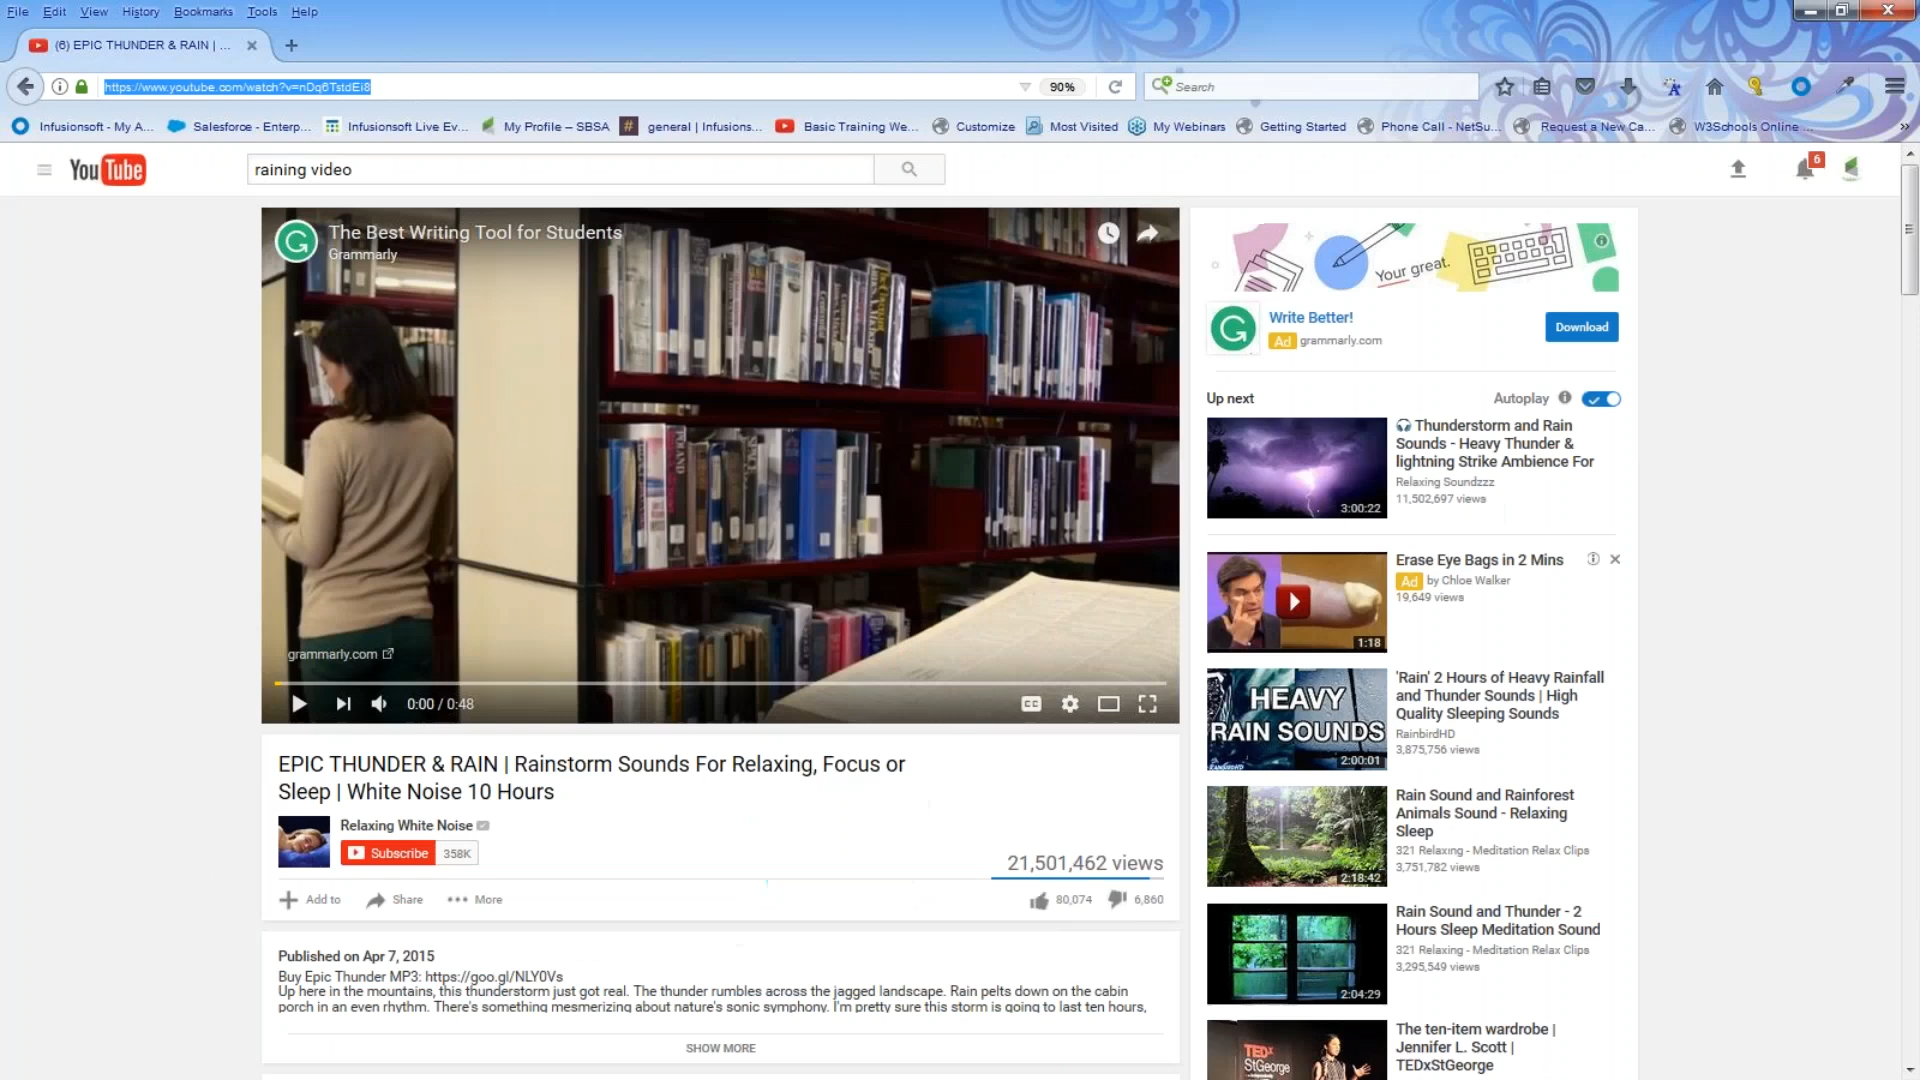 File Edit View History Bookmarks Tools Help
(6) EPIC THUNDER & RAIN | ...
https://www.youtube.com/watch?v=nDq6TstdEi8
90%
Search
Infusionsoft - My A... Salesforce - Enterp... Infusionsoft Live Ev... My Profile – SBSA general | Infusions... Basic Training We... Customize Most Visited My Webinars Getting Started Phone Call - NetSu... Request a New Ca... W3Schools Online ...
YouTube
raining video
6
The Best Writing Tool for Students
Grammarly
grammarly.com
0:00 / 0:48
CC
EPIC THUNDER & RAIN | Rainstorm Sounds For Relaxing, Focus or
Sleep | White Noise 10 Hours
Relaxing White Noise
Subscribe 358K
21,501,462 views
Add to Share More
80,074 6,860
Published on Apr 7, 2015
Buy Epic Thunder MP3: https://goo.gl/NLY0Vs
Up here in the mountains, this thunderstorm just got real. The thunder rumbles across the jagged landscape. Rain pelts down on the cabin
porch in an even rhythm. There's something mesmerizing about nature's sonic symphony. I'm pretty sure this storm is going to last ten hours,
SHOW MORE
Your great.
Write Better!
Ad grammarly.com
Download
Up next
Autoplay
Thunderstorm and Rain
Sounds - Heavy Thunder &
lightning Strike Ambience For
Relaxing Soundzzz
11,502,697 views
3:00:22
Erase Eye Bags in 2 Mins
Ad by Chloe Walker
19,649 views
1:18
'Rain' 2 Hours of Heavy Rainfall
and Thunder Sounds | High
Quality Sleeping Sounds
RainbirdHD
3,875,756 views
HEAVY
RAIN SOUNDS
2:00:01
Rain Sound and Rainforest
Animals Sound - Relaxing
Sleep
321 Relaxing - Meditation Relax Clips
3,751,782 views
2:18:42
Rain Sound and Thunder - 2
Hours Sleep Meditation Sound
321 Relaxing - Meditation Relax Clips
3,295,549 views
2:04:29
The ten-item wardrobe |
Jennifer L. Scott |
TEDxStGeorge
TEDx
StGeorge